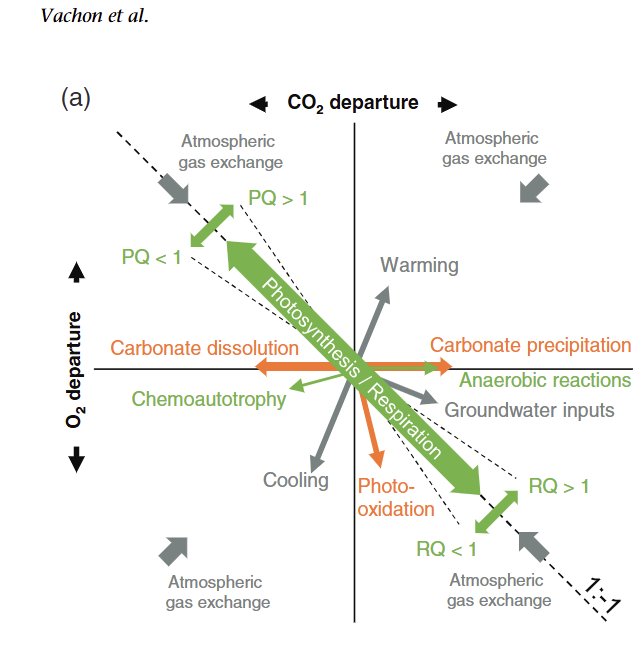 Vachon et al.
(a)
CO₂ departure
Atmospheric
gas exchange
Atmospheric
gas exchange
PQ > 1
PQ < 1
Warming
Photosynthesis / Respiration
O₂ departure
Carbonate dissolution
Carbonate precipitation
Anaerobic reactions
Chemoautotrophy
Groundwater inputs
Cooling
Photo-
oxidation
RQ > 1
RQ < 1
Atmospheric
gas exchange
Atmospheric
gas exchange
1:1